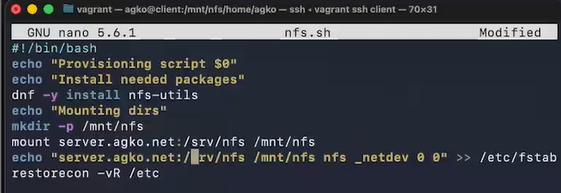 vagrant — agko@client:/mnt/nfs/home/agko — ssh ‹ vagrant ssh client — 70×31
GNU nano 5.6.1 nfs.sh Modified
#!/bin/bash
echo "Provisioning script $0"
echo "Install needed packages"
dnf -y install nfs-utils
echo "Mounting dirs"
mkdir -p /mnt/nfs
mount server.agko.net:/srv/nfs /mnt/nfs
echo "server.agko.net:/srv/nfs /mnt/nfs nfs _netdev 0 0" >> /etc/fstab
restorecon -vR /etc